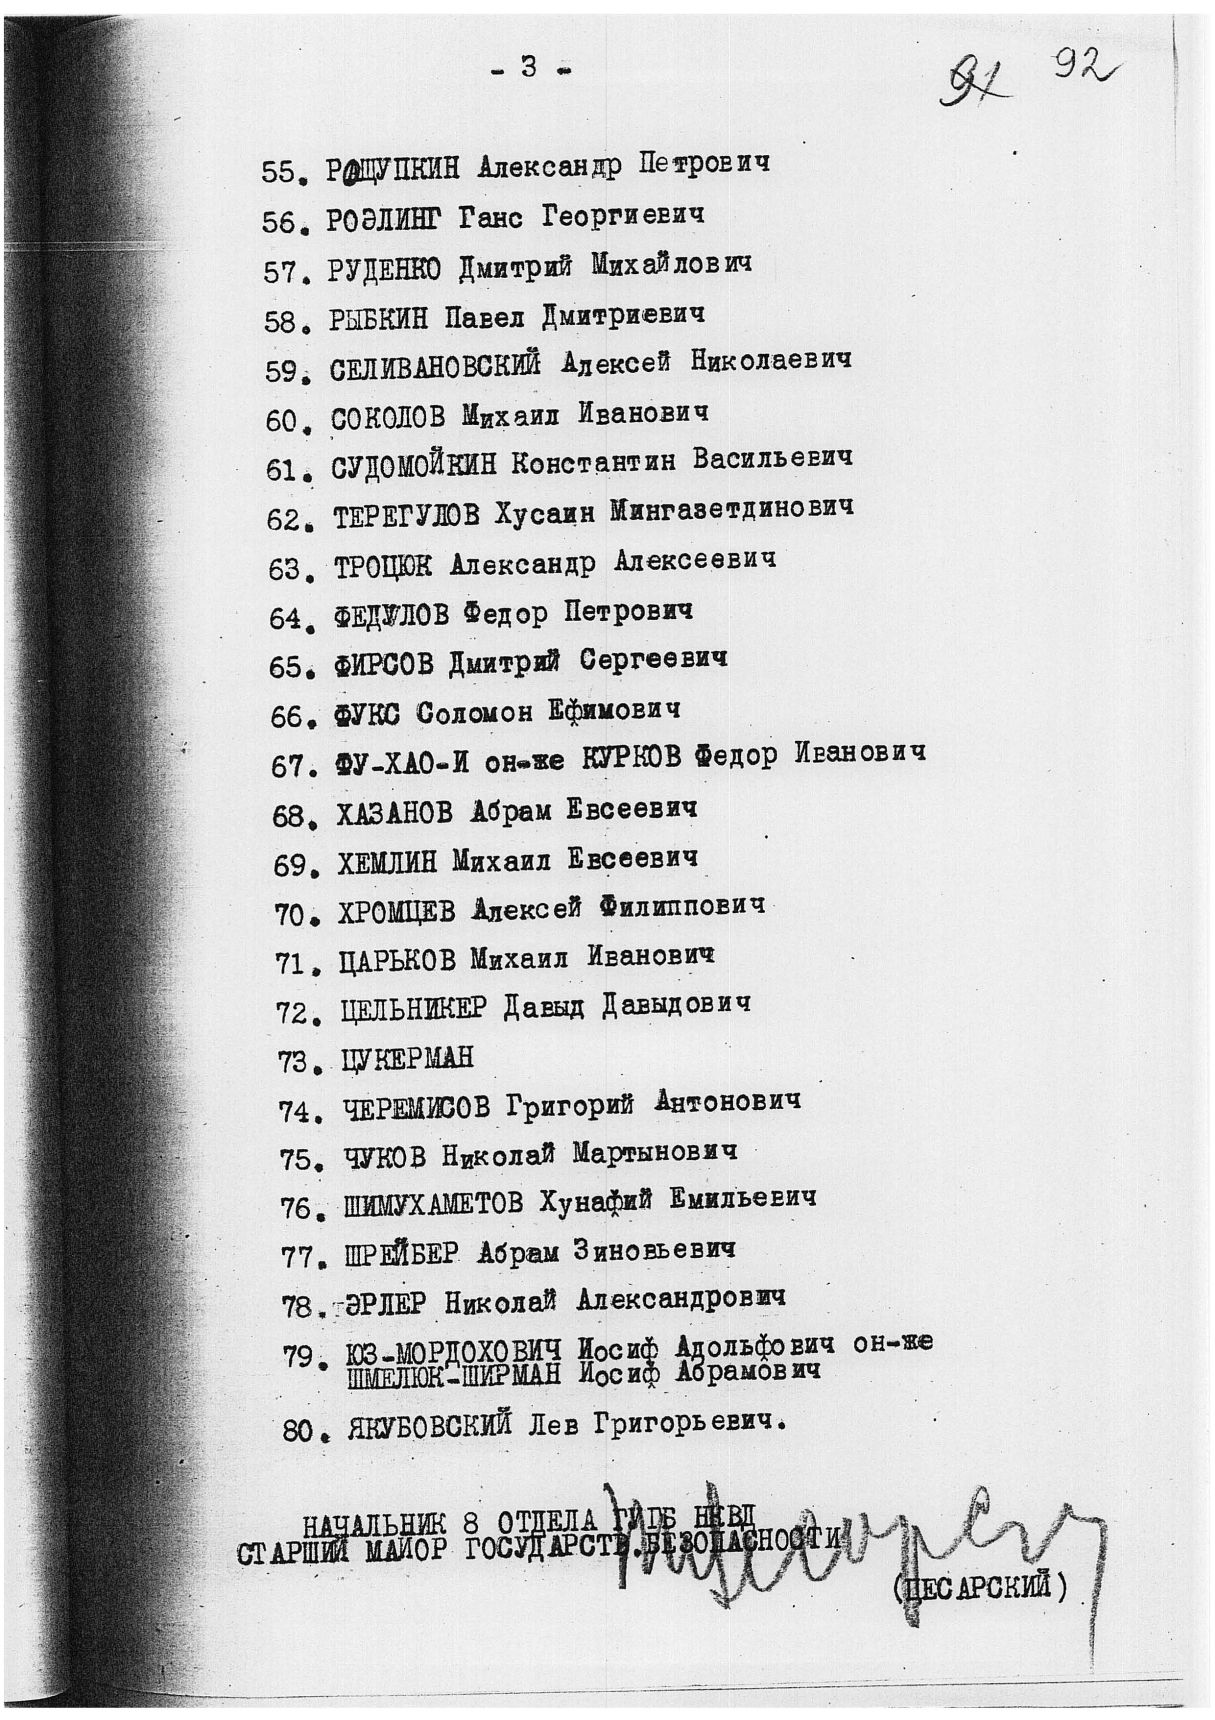 - 3 -
91 92
55. РАЩУПКИН Александр Петрович
56. РОЭЛИНГ Ганс Георгиевич
57. РУДЕНКО Дмитрий Михайлович
58. РЫБКИН Павел Дмитриевич
59. СЕЛИВАНОВСКИЙ Алексей Николаевич
60. СОКОЛОВ Михаил Иванович
61. СУДОМОЙКИН Константин Васильевич
62. ТЕРЕГУЛОВ Хусаин Мингазетдинович
63. ТРОЦЮК Александр Алексеевич
64. ФЕДУЛОВ Федор Петрович
65. ФИРСОВ Дмитрий Сергеевич
66. ФУКС Соломон Ефимович
67. ФУ-ХАО-И он-же КУРКОВ Федор Иванович
68. ХАЗАНОВ Абрам Евсеевич
69. ХЕМЛИН Михаил Евсеевич
70. ХРОМЦЕВ Алексей Филиппович
71. ЦАРЬКОВ Михаил Иванович
72. ЦЕЛЬНИКЕР Давыд Давыдович
73. ЦУКЕРМАН
74. ЧЕРЕМИСОВ Григорий Антонович
75. ЧУКОВ Николай Мартынович
76. ШИМУХАМЕТОВ Хунафий Емильевич
77. ШРЕЙБЕР Абрам Зиновьевич
78. ЭРЛЕР Николай Александрович
79. ЮЗ-МОРДОХОВИЧ Иосиф Адольфович он-же
ШМЕЛЮК-ШИРМАН Иосиф Абрамович
80. ЯКУБОВСКИЙ Лев Григорьевич.
НАЧАЛЬНИК 8 ОТДЕЛА ГУГБ НКВД
СТАРШИЙ МАЙОР ГОСУДАРСТВ.БЕЗОПАСНОСТИ
(ЦЕСАРСКИЙ)